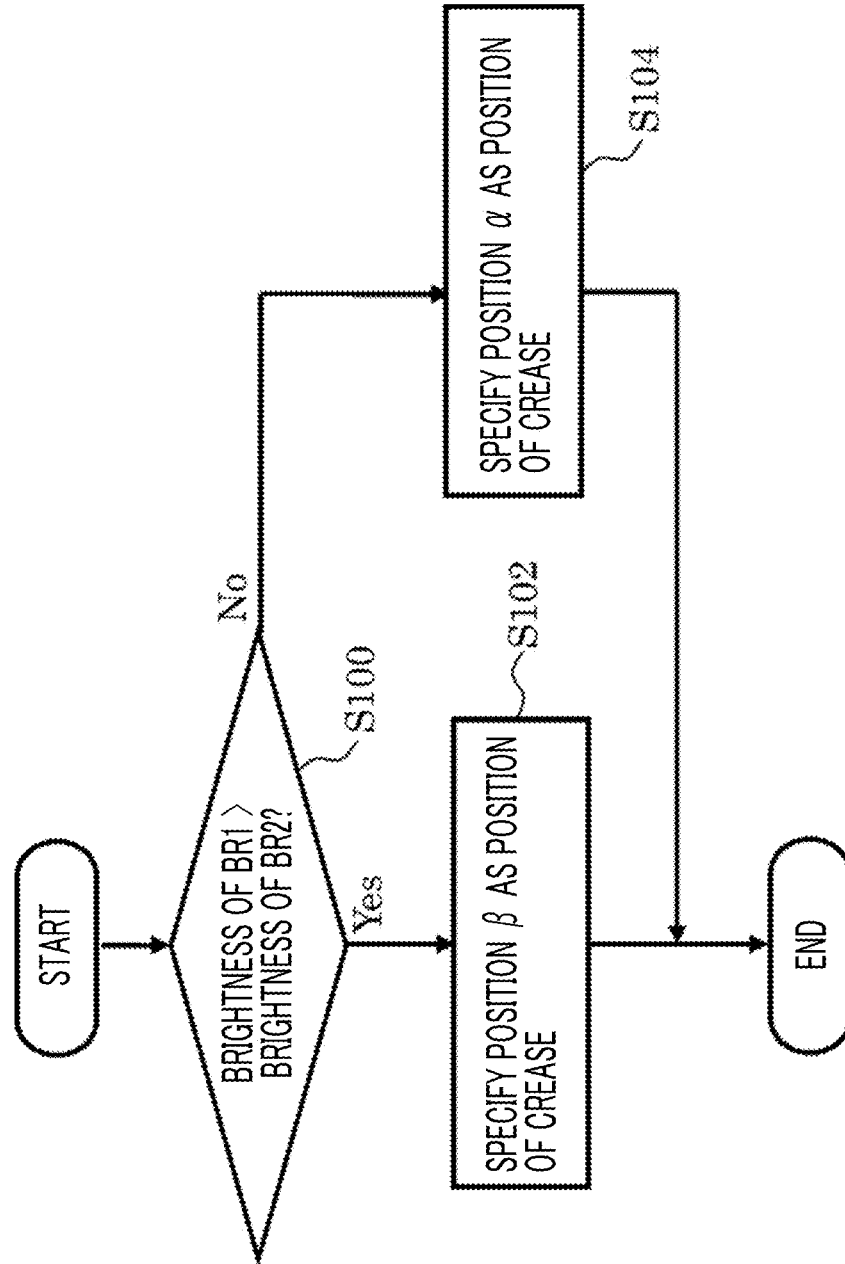 START
BRIGHTNESS OF BR1 >
BRIGHTNESS OF BR2?
S100
No
Yes
SPECIFY POSITION β AS POSITION
OF CREASE
S102
SPECIFY POSITION α AS POSITION
OF CREASE
S104
END